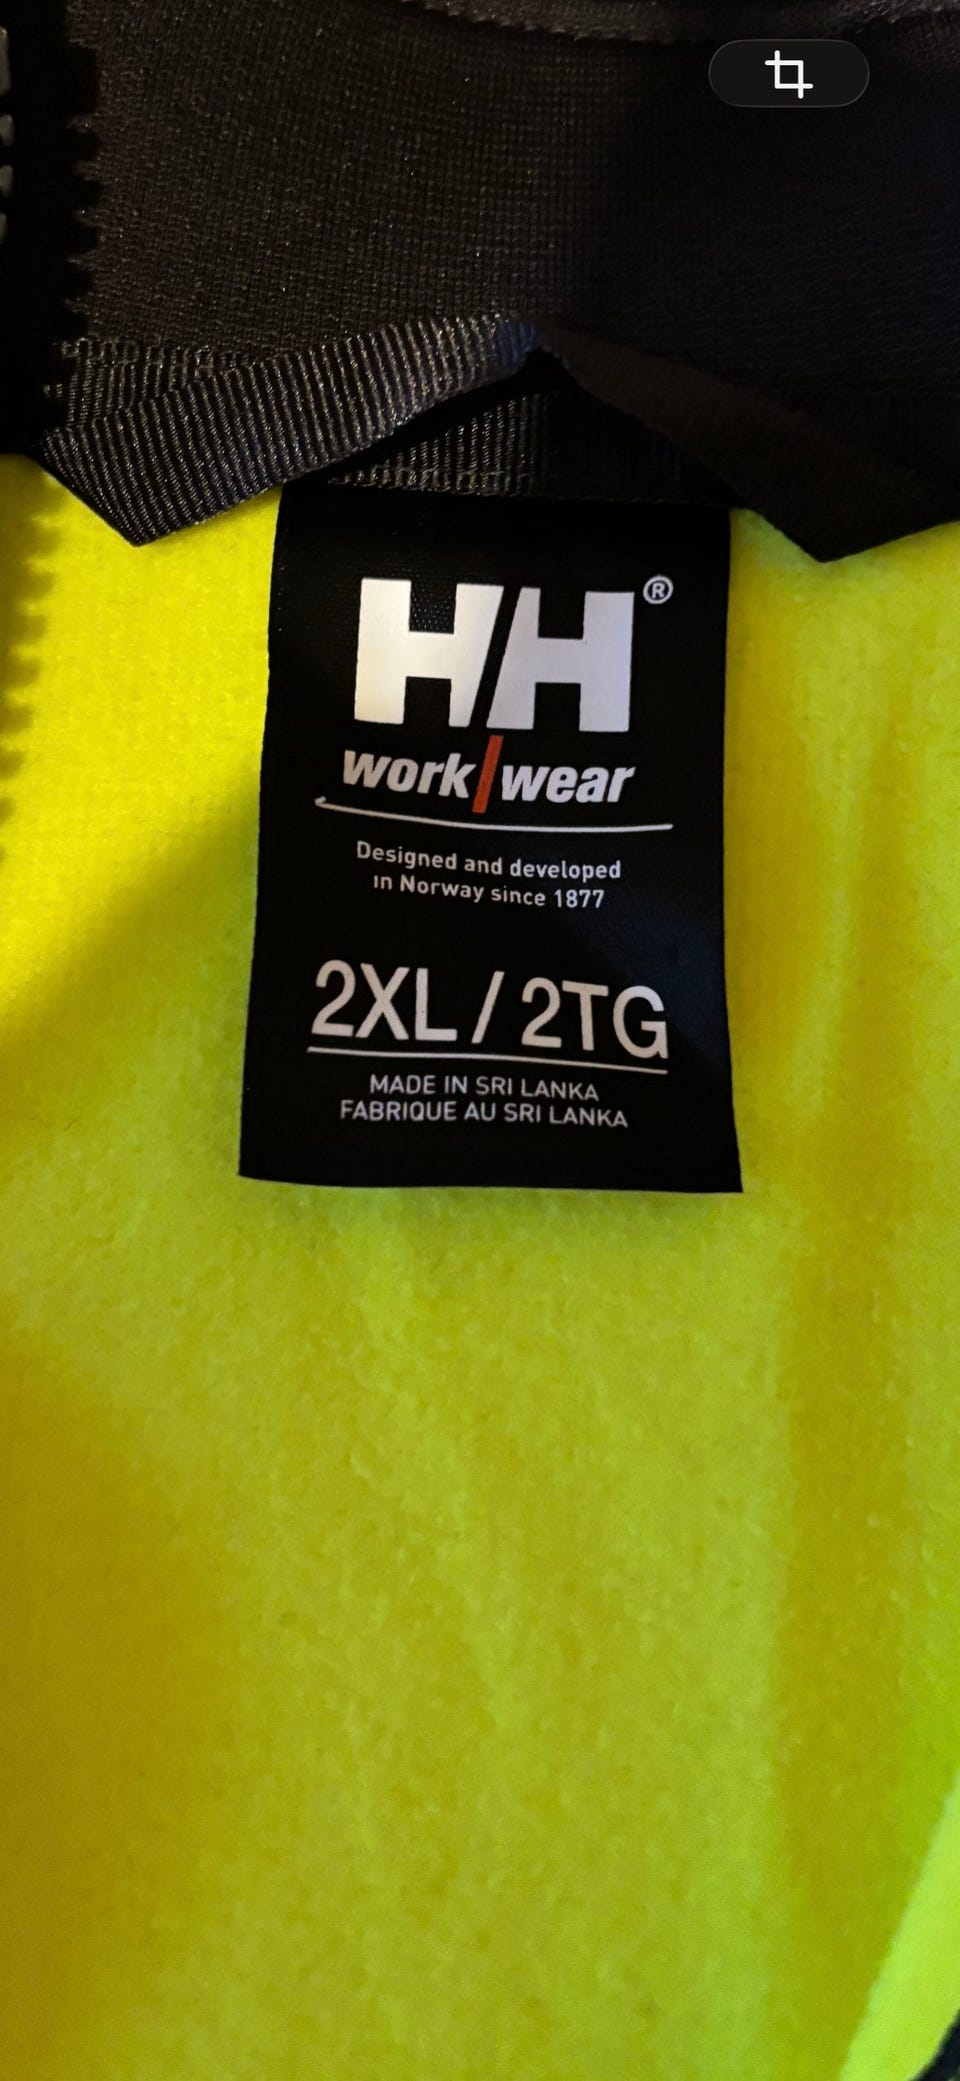 HH®
work/wear
Designed and developed
in Norway since 1877
2XL / 2TG
MADE IN SRI LANKA
FABRIQUE AU SRI LANKA